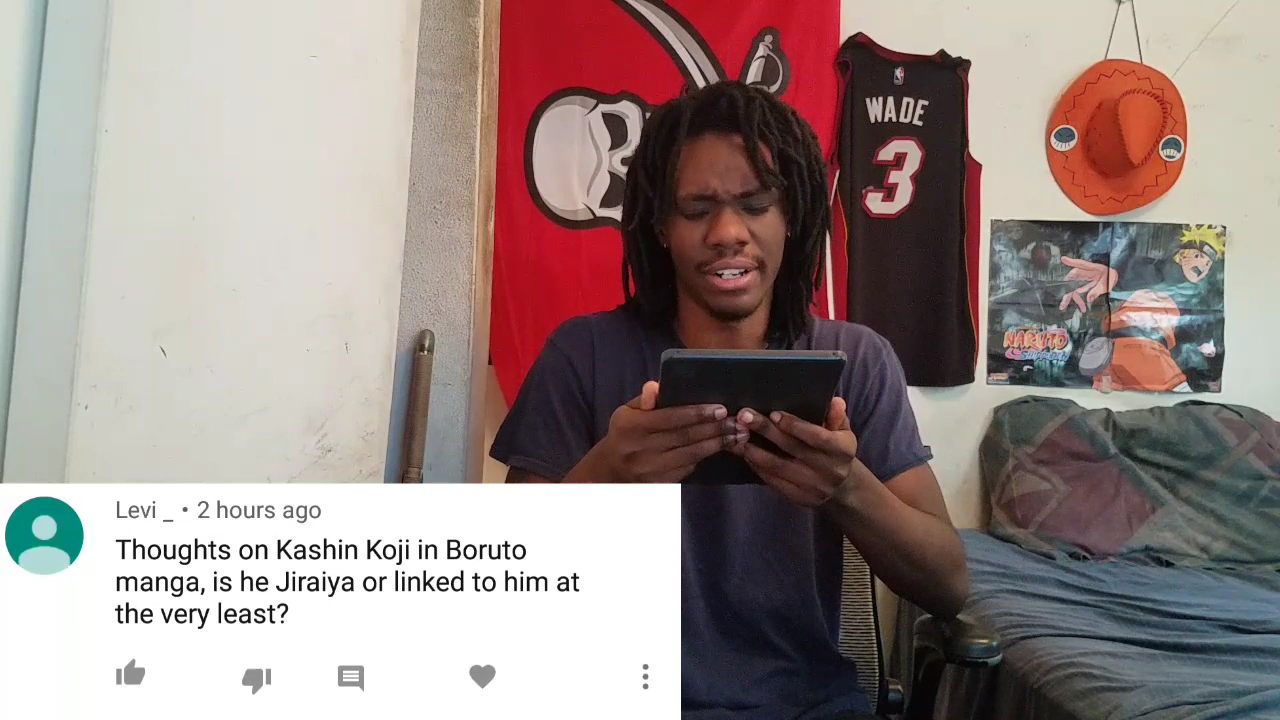 WADE
3
NARUTO
Levi _ • 2 hours ago
Thoughts on Kashin Koji in Boruto
manga, is he Jiraiya or linked to him at
the very least?